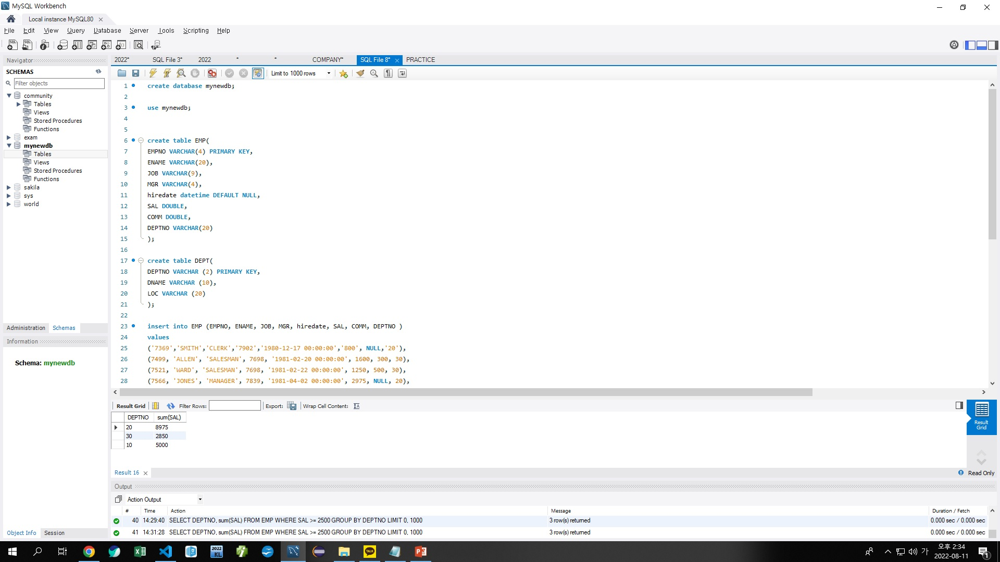 MySQL Workbench
Local instance MySQL80
File Edit View Query Database Server Tools Scripting Help
Navigator
SCHEMAS
Filter objects
community
Tables
Views
Stored Procedures
Functions
exam
mynewdb
Tables
Views
Stored Procedures
Functions
sakila
sys
world
Administration Schemas
Information
Schema: mynewdb
Object Info Session
2022* SQL File 3* 2022 * * COMPANY* SQL File 8* PRACTICE
Limit to 1000 rows
1 create database mynewdb;
2
3 use mynewdb;
4
5
6 create table EMP(
7 EMPNO VARCHAR(4) PRIMARY KEY,
8 ENAME VARCHAR(20),
9 JOB VARCHAR(9),
10 MGR VARCHAR(4),
11 hiredate datetime DEFAULT NULL,
12 SAL DOUBLE,
13 COMM DOUBLE,
14 DEPTNO VARCHAR(20)
15 );
16
17 create table DEPT(
18 DEPTNO VARCHAR (2) PRIMARY KEY,
19 DNAME VARCHAR (10),
20 LOC VARCHAR (20)
21 );
22
23 insert into EMP (EMPNO, ENAME, JOB, MGR, hiredate, SAL, COMM, DEPTNO )
24 values
25 ('7369','SMITH','CLERK','7902','1980-12-17 00:00:00','800', NULL,'20'),
26 (7499, 'ALLEN', 'SALESMAN', 7698, '1981-02-20 00:00:00', 1600, 300, 30),
27 (7521, 'WARD', 'SALESMAN', 7698, '1981-02-22 00:00:00', 1250, 500, 30),
28 (7566, 'JONES', 'MANAGER', 7839, '1981-04-02 00:00:00', 2975, NULL, 20),
Result Grid Filter Rows: Export: Wrap Cell Content:
DEPTNO sum(SAL)
20 8975
30 2850
10 5000
Result Grid
Result 16
Read Only
Output
Action Output
# Time Action Message Duration / Fetch
40 14:29:40 SELECT DEPTNO, sum(SAL) FROM EMP WHERE SAL >= 2500 GROUP BY DEPTNO LIMIT 0, 1000 3 row(s) returned 0.000 sec / 0.000 sec
41 14:31:28 SELECT DEPTNO, sum(SAL) FROM EMP WHERE SAL >= 2500 GROUP BY DEPTNO LIMIT 0, 1000 3 row(s) returned 0.000 sec / 0.000 sec
2022 KL
TALK
가
오후 2:34
2022-08-11
1